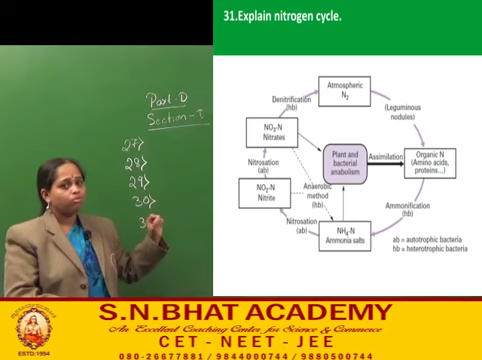 31.Explain nitrogen cycle.
Part-D
Section-I
27>
28>
29>
30>
3
Atmospheric
N2
Denitrification (hb)
(Leguminous
nodules)
NO3-N
Nitrates
Plant and
bacterial
anabolism
Assimilation
Organic N
(Amino acids,
proteins...)
Nitrosation
(ab)
NO2-N
Nitrite
Anaerobic
method
(hb)
Ammonification
(hb)
Nitrosation
(ab)
NH4-N
Ammonia salts
ab = autotrophic bacteria
hb = heterotrophic bacteria
S.N.BHAT ACADEMY
An Excellent Coaching Center for Science & Commerce
CET - NEET - JEE
ESTD:1994
080-26677881 / 9844000744 / 9880500744